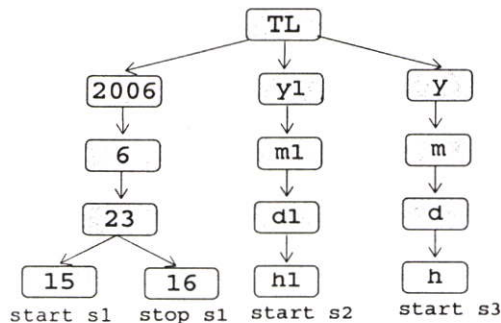 TL
2006 y1 y
6 m1 m
23 d1 d
15 16 h1 h
start s1 stop s1 start s2 start s3